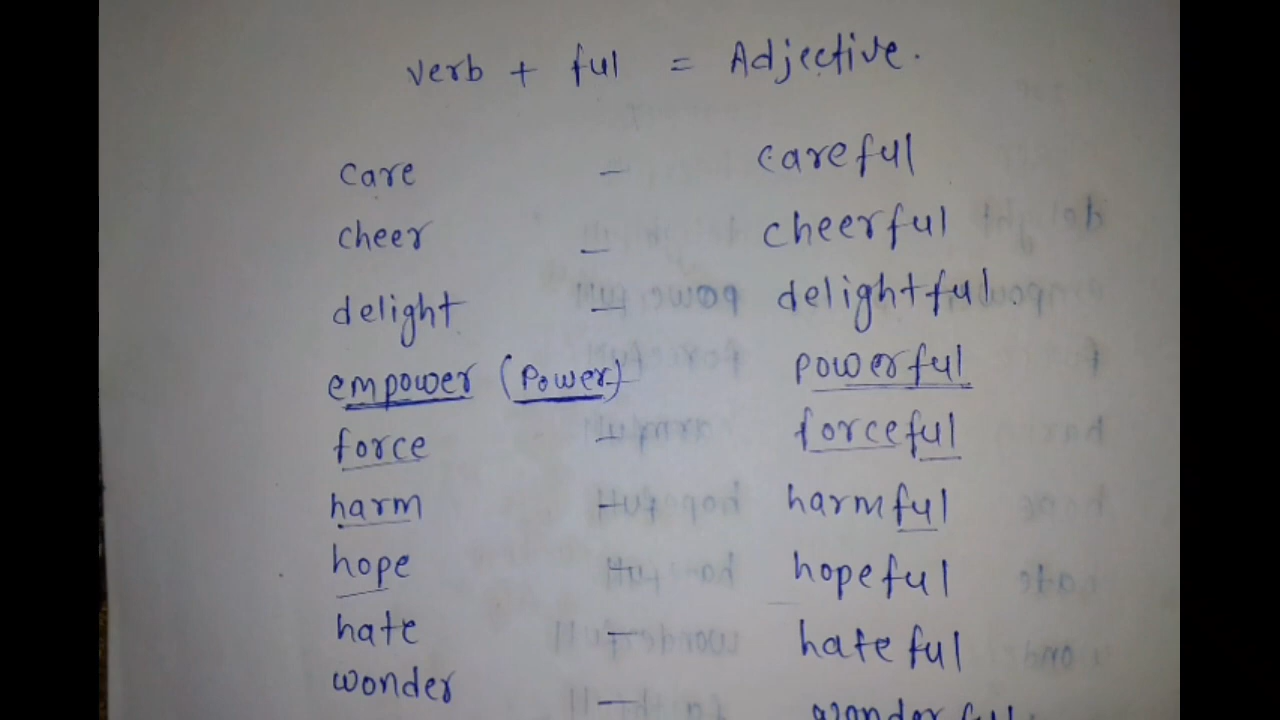 verb + ful = Adjective.
care - careful
cheer - cheerful
delight - delightful.
empower (Power) - powerful
force - forceful
harm - harmful
hope - hopeful
hate - hateful
wonder - wonderful